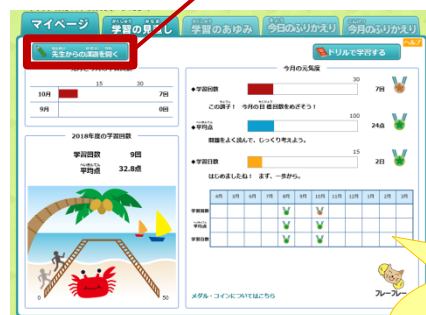 マイページ
学習の見直し
学習のあゆみ
今日のふりかえり
今月のふりかえり
ヘルプ
先生からの課題を開く
ドリルで学習する
15 30
10月 7回
9月 0回
2018年度の学習回数
学習回数 9回
平均点 32.8点
0 50
今月の元気度
◆学習回数 30 7回
この調子! 今月の目標回数をめざそう!
◆平均点 100 24点
問題をよく読んで、じっくり考えよう。
◆学習日数 15 2日
はじめましたね! まず、一歩から。
4月 5月 6月 7月 8月 9月 10月 11月 12月 1月 2月 3月
学習回数
平均点
学習日数
メダル・コインについてはこちら
フレーフレー